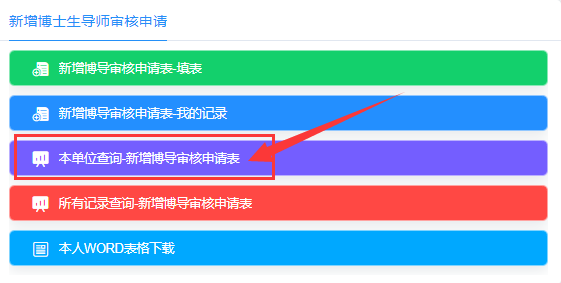 新增博士生导师审核申请
新增博导审核申请表-填表
新增博导审核申请表-我的记录
本单位查询-新增博导审核申请表
所有记录查询-新增博导审核申请表
本人WORD表格下载